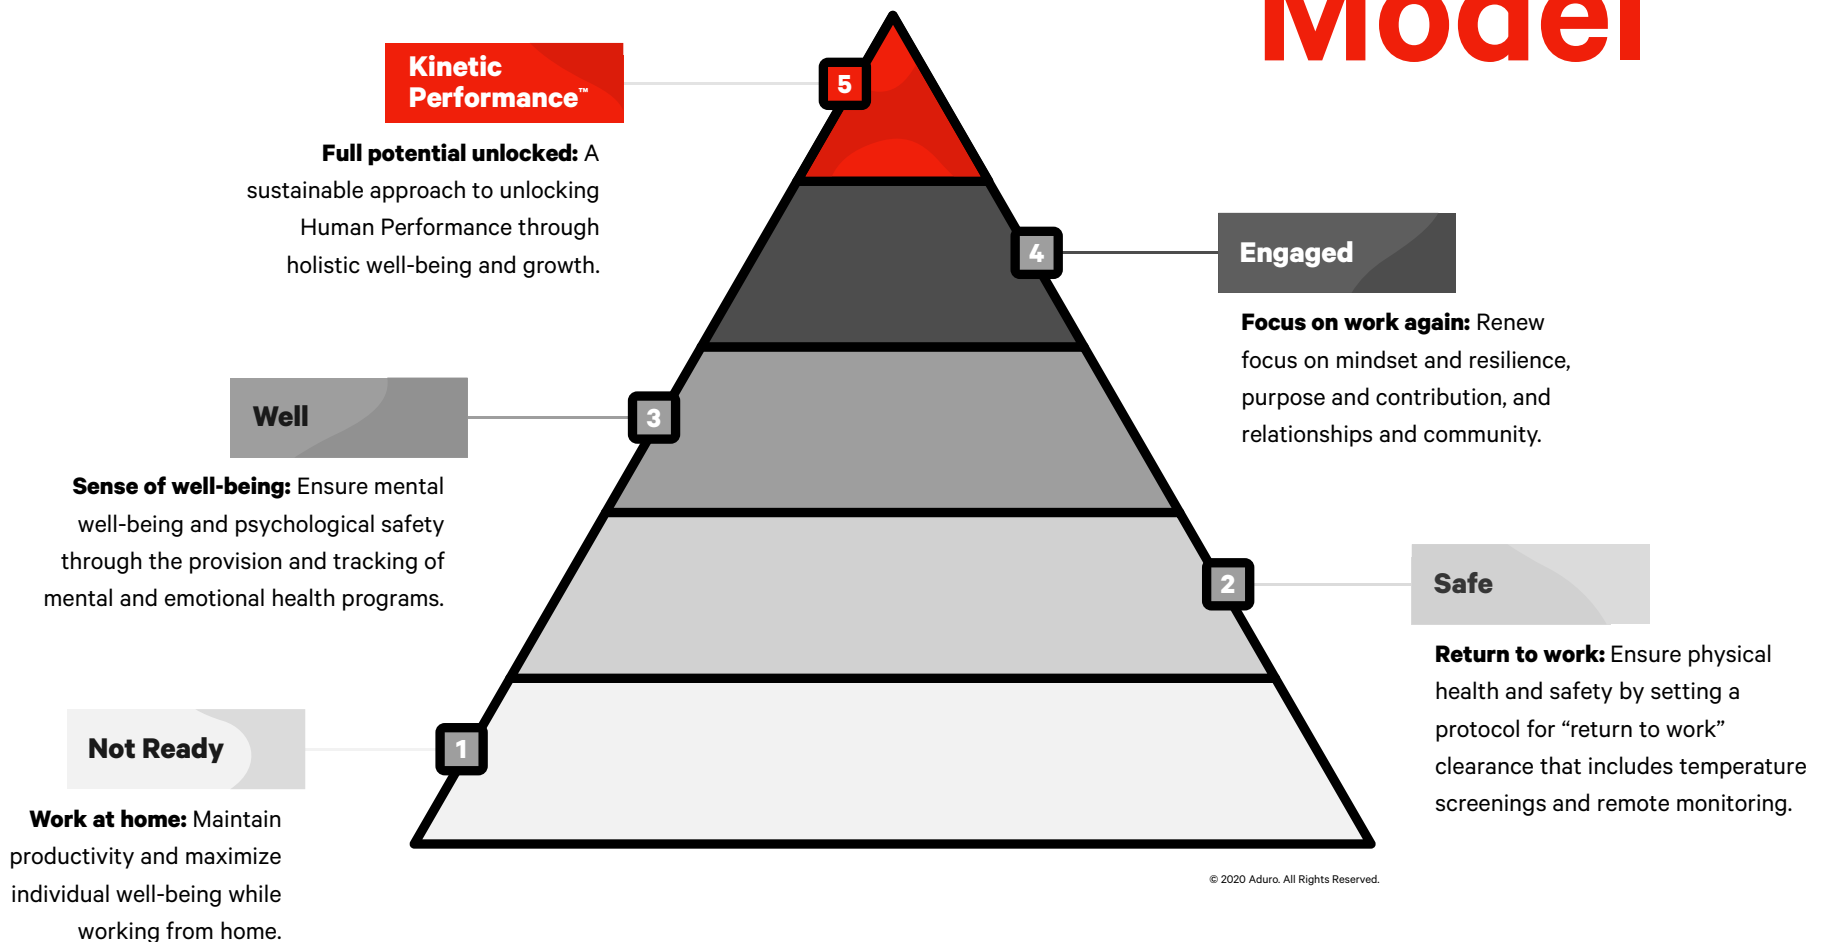 Model
Kinetic
Performance™
5
Full potential unlocked: A
sustainable approach to unlocking
Human Performance through
holistic well-being and growth.
4
Engaged
Focus on work again: Renew
focus on mindset and resilience,
purpose and contribution, and
relationships and community.
Well
3
Sense of well-being: Ensure mental
well-being and psychological safety
through the provision and tracking of
mental and emotional health programs.
2
Safe
Return to work: Ensure physical
health and safety by setting a
protocol for “return to work”
clearance that includes temperature
screenings and remote monitoring.
Not Ready
1
Work at home: Maintain
productivity and maximize
individual well-being while
working from home.
© 2020 Aduro. All Rights Reserved.